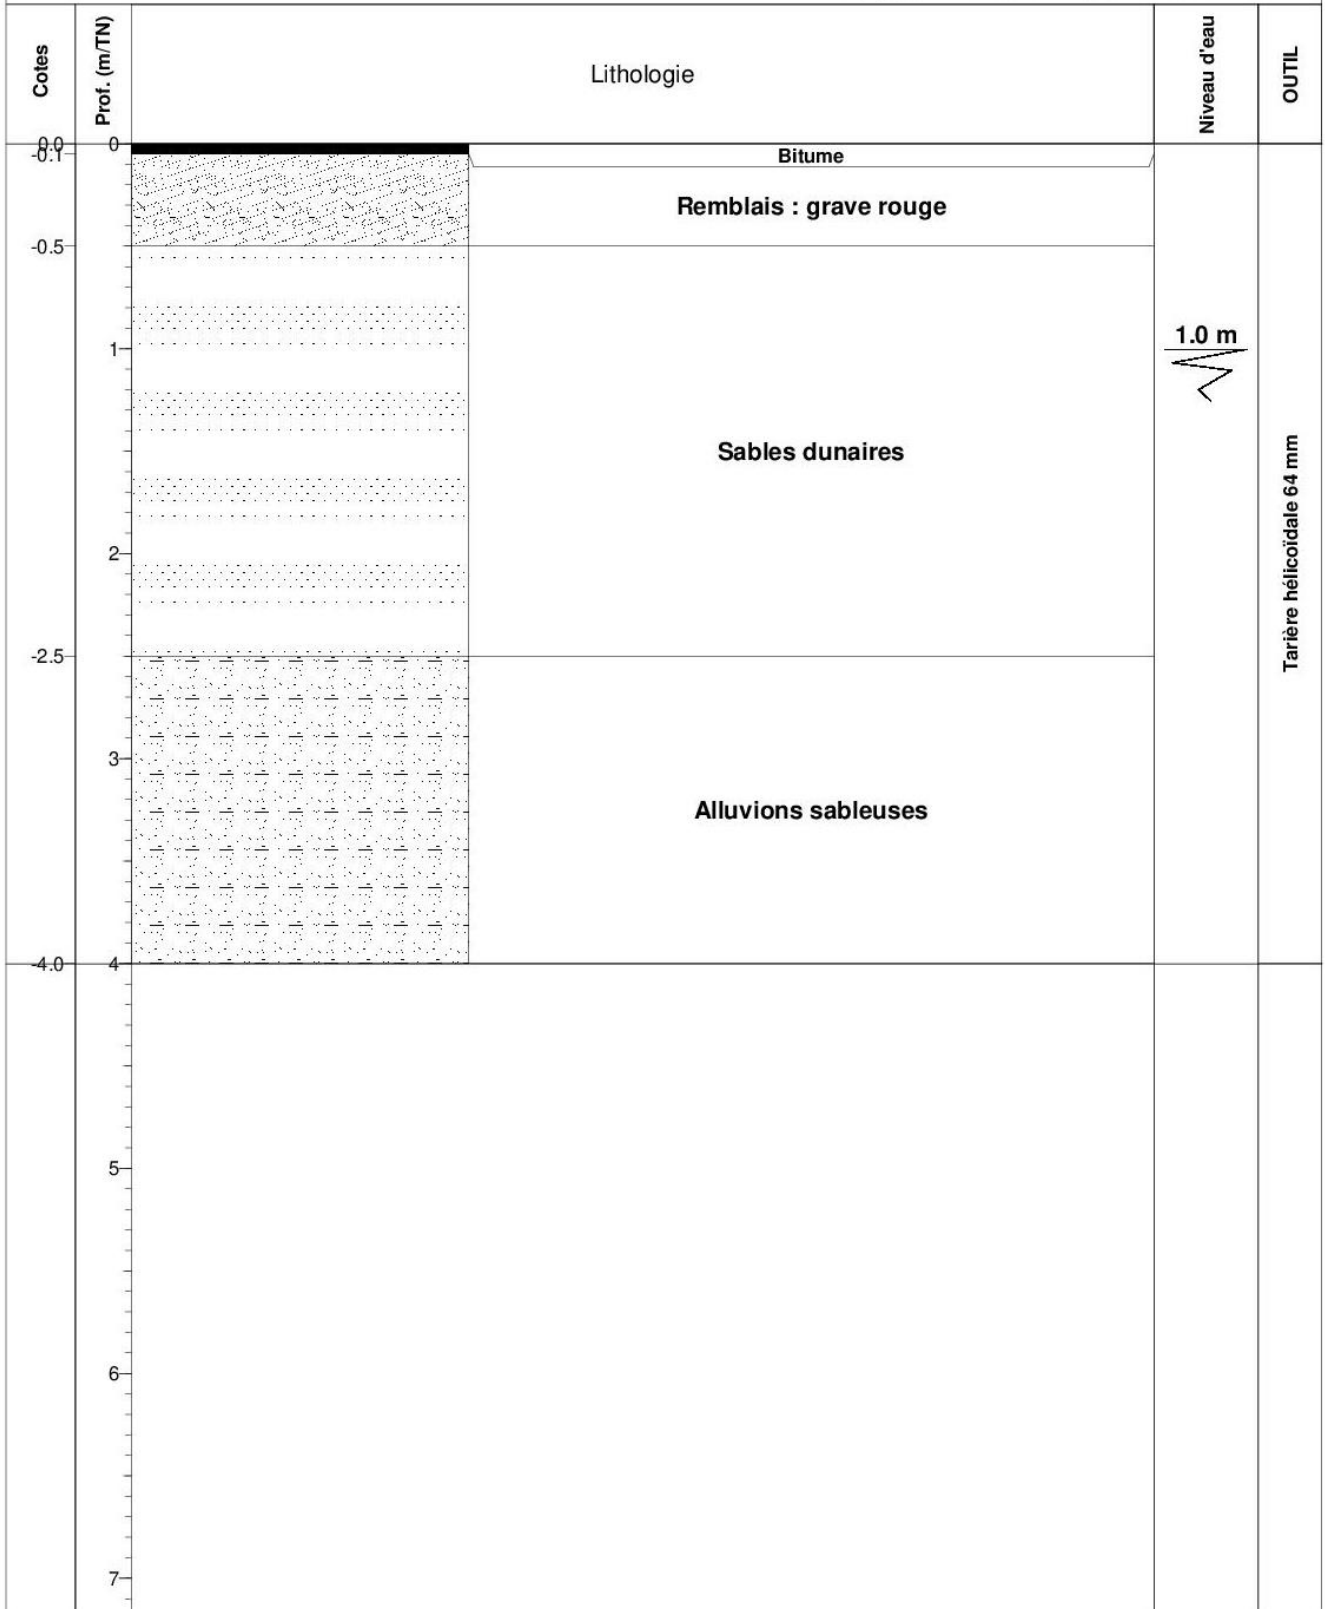 Cotes
Prof. (m/TN)
Lithologie
Niveau d'eau
OUTIL
0.0
0
-0.1
Bitume
Remblais : grave rouge
-0.5
1.0 m
1
Sables dunaires
Tarière hélicoïdale 64 mm
2
-2.5
3
Alluvions sableuses
-4.0
4
5
6
7